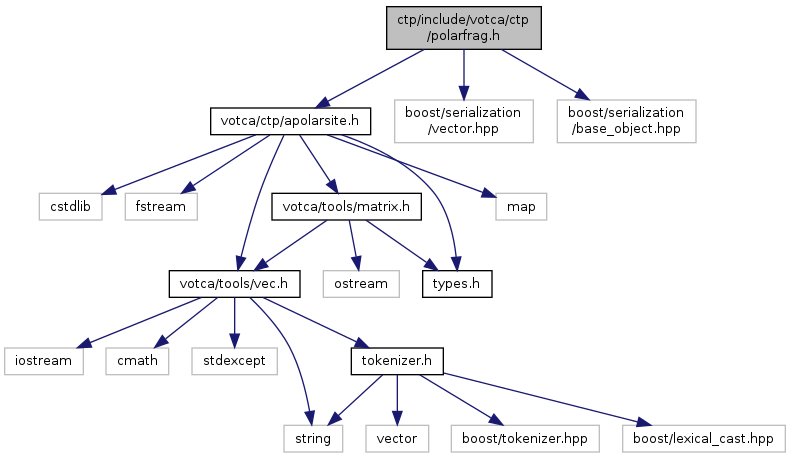 ctp/include/votca/ctp
/polarfrag.h
votca/ctp/apolarsite.h
boost/serialization
/vector.hpp
boost/serialization
/base_object.hpp
cstdlib
fstream
votca/tools/matrix.h
map
votca/tools/vec.h
ostream
types.h
iostream
cmath
stdexcept
tokenizer.h
string
vector
boost/tokenizer.hpp
boost/lexical_cast.hpp